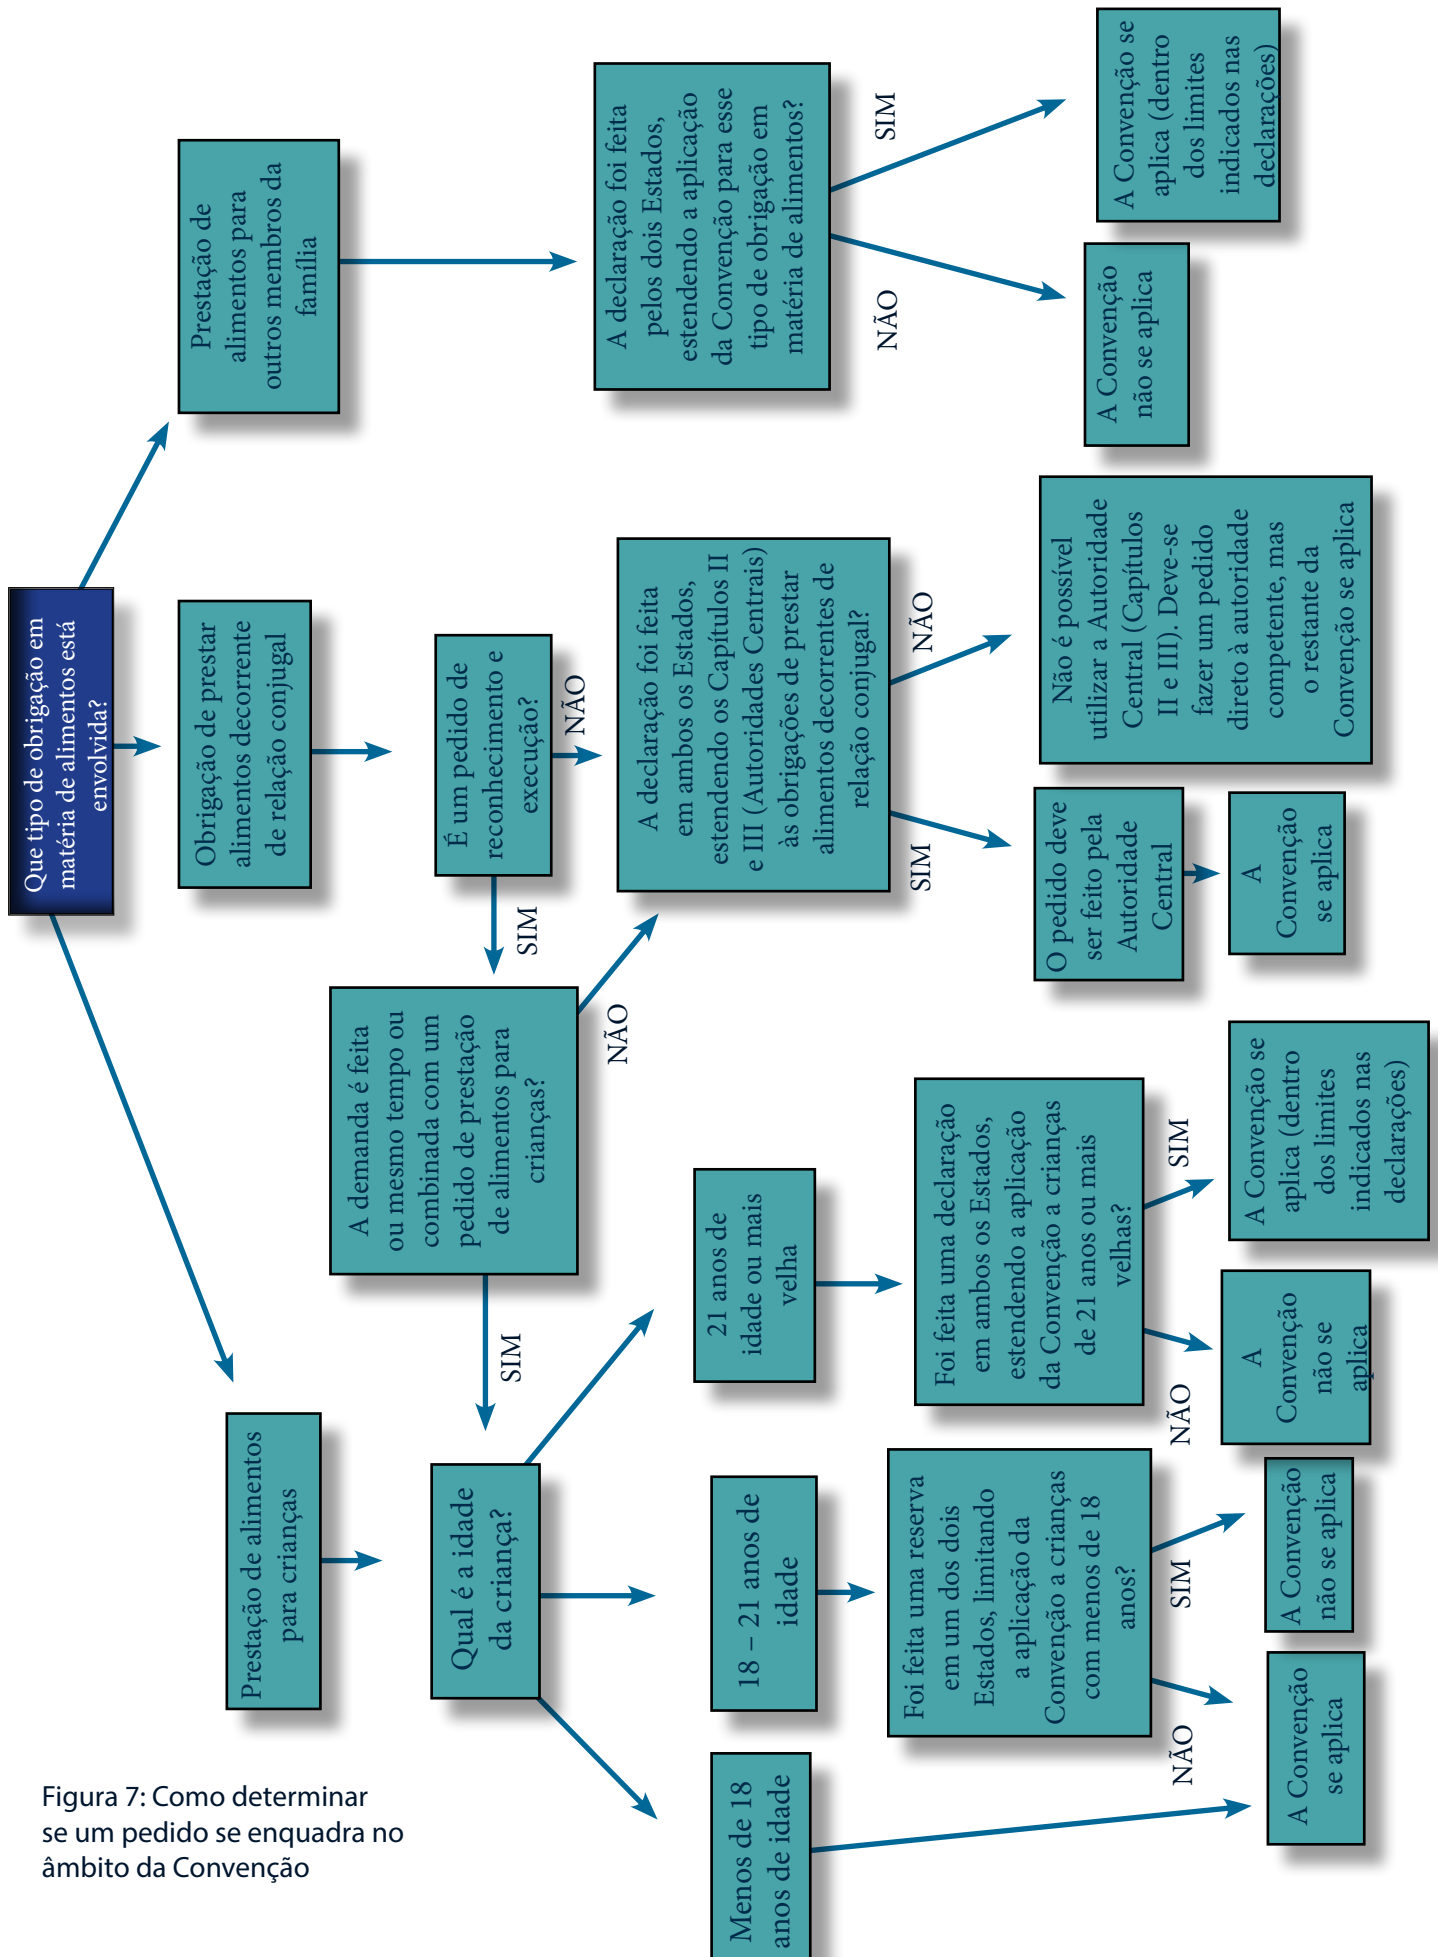 Que tipo de obrigação em
matéria de alimentos está
envolvida?
Prestação de alimentos
para crianças
Obrigação de prestar
alimentos decorrente
de relação conjugal
Prestação de
alimentos para
outros membros da
família
É um pedido de
reconhecimento e
execução?
SIM
NÃO
A demanda é feita
ou mesmo tempo ou
combinada com um
pedido de prestação
de alimentos para
crianças?
SIM
NÃO
Qual é a idade
da criança?
A declaração foi feita
em ambos os Estados,
estendendo os Capítulos II
e III (Autoridades Centrais)
às obrigações de prestar
alimentos decorrentes de
relação conjugal?
SIM
NÃO
A declaração foi feita
pelos dois Estados,
estendendo a aplicação
da Convenção para esse
tipo de obrigação em
matéria de alimentos?
NÃO
SIM
Menos de 18
anos de idade
18 – 21 anos de
idade
21 anos de
idade ou mais
velha
Foi feita uma reserva
em um dos dois
Estados, limitando
a aplicação da
Convenção a crianças
com menos de 18
anos?
NÃO
SIM
Foi feita uma declaração
em ambos os Estados,
estendendo a aplicação
da Convenção a crianças
de 21 anos ou mais
velhas?
NÃO
SIM
O pedido deve
ser feito pela
Autoridade
Central
Não é possível
utilizar a Autoridade
Central (Capítulos
II e III). Deve-se
fazer um pedido
direto à autoridade
competente, mas
o restante da
Convenção se aplica
A Convenção
não se aplica
A Convenção se
aplica (dentro
dos limites
indicados nas
declarações)
A Convenção
se aplica
A Convenção
não se aplica
A
Convenção
não se
aplica
A Convenção se
aplica (dentro
dos limites
indicados nas
declarações)
A
Convenção
se aplica
Figura 7: Como determinar
se um pedido se enquadra no
âmbito da Convenção